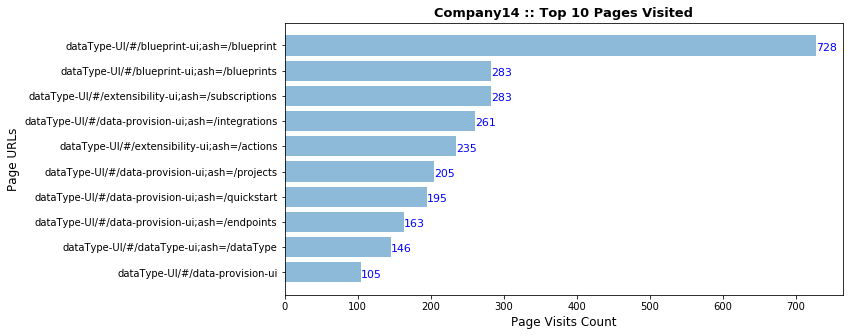 Company14 :: Top 10 Pages Visited
Page URLs
dataType-UI/#/blueprint-ui;ash=/blueprint 728
dataType-UI/#/blueprint-ui;ash=/blueprints 283
dataType-UI/#/extensibility-ui;ash=/subscriptions 283
dataType-UI/#/data-provision-ui;ash=/integrations 261
dataType-UI/#/extensibility-ui;ash=/actions 235
dataType-UI/#/data-provision-ui;ash=/projects 205
dataType-UI/#/data-provision-ui;ash=/quickstart 195
dataType-UI/#/data-provision-ui;ash=/endpoints 163
dataType-UI/#/dataType-ui;ash=/dataType 146
dataType-UI/#/data-provision-ui 105
0 100 200 300 400 500 600 700
Page Visits Count